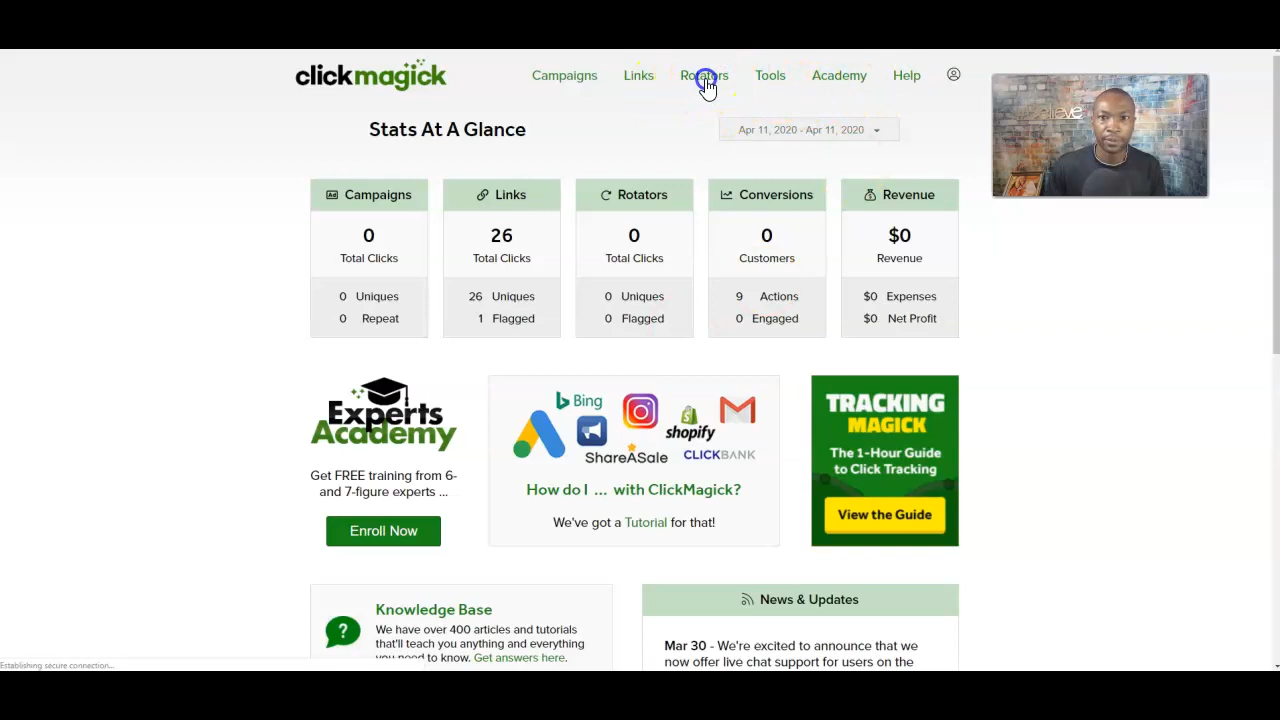 clickmagick
Campaigns Links Rotators Tools Academy Help
Stats At A Glance
Apr 11, 2020 - Apr 11, 2020
Campaigns
0
Total Clicks
0 Uniques
0 Repeat
Links
26
Total Clicks
26 Uniques
1 Flagged
Rotators
0
Total Clicks
0 Uniques
0 Flagged
Conversions
0
Customers
9 Actions
0 Engaged
Revenue
$0
Revenue
$0 Expenses
$0 Net Profit
Experts
Academy
Get FREE training from 6-
and 7-figure experts ...
Enroll Now
Bing
shopify
ShareASale
CLICKBANK
How do I ... with ClickMagick?
We've got a Tutorial for that!
TRACKING
MAGICK
The 1-Hour Guide
to Click Tracking
View the Guide
?
Knowledge Base
We have over 400 articles and tutorials
that'll teach you anything and everything
you need to know. Get answers here.
News & Updates
Mar 30 - We're excited to announce that we
now offer live chat support for users on the
Establishing secure connection...